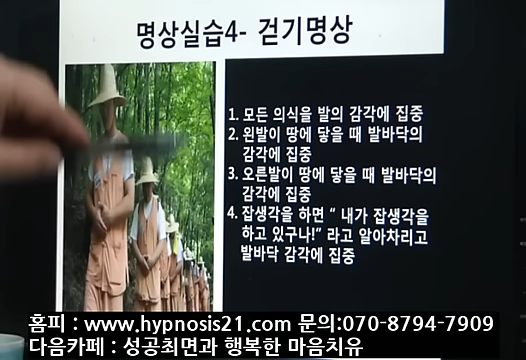 명상실습4- 걷기명상
1. 모든 의식을 발의 감각에 집중
2. 왼발이 땅에 닿을 때 발바닥의
감각에 집중
3. 오른발이 땅에 닿을 때 발바닥의
감각에 집중
4. 잡생각을 하면 " 내가 잡생각을
하고 있구나!" 라고 알아차리고
발바닥 감각에 집중
홈피 : www.hypnosis21.com 문의:070-8794-7909
다음카페 : 성공최면과 행복한 마음치유